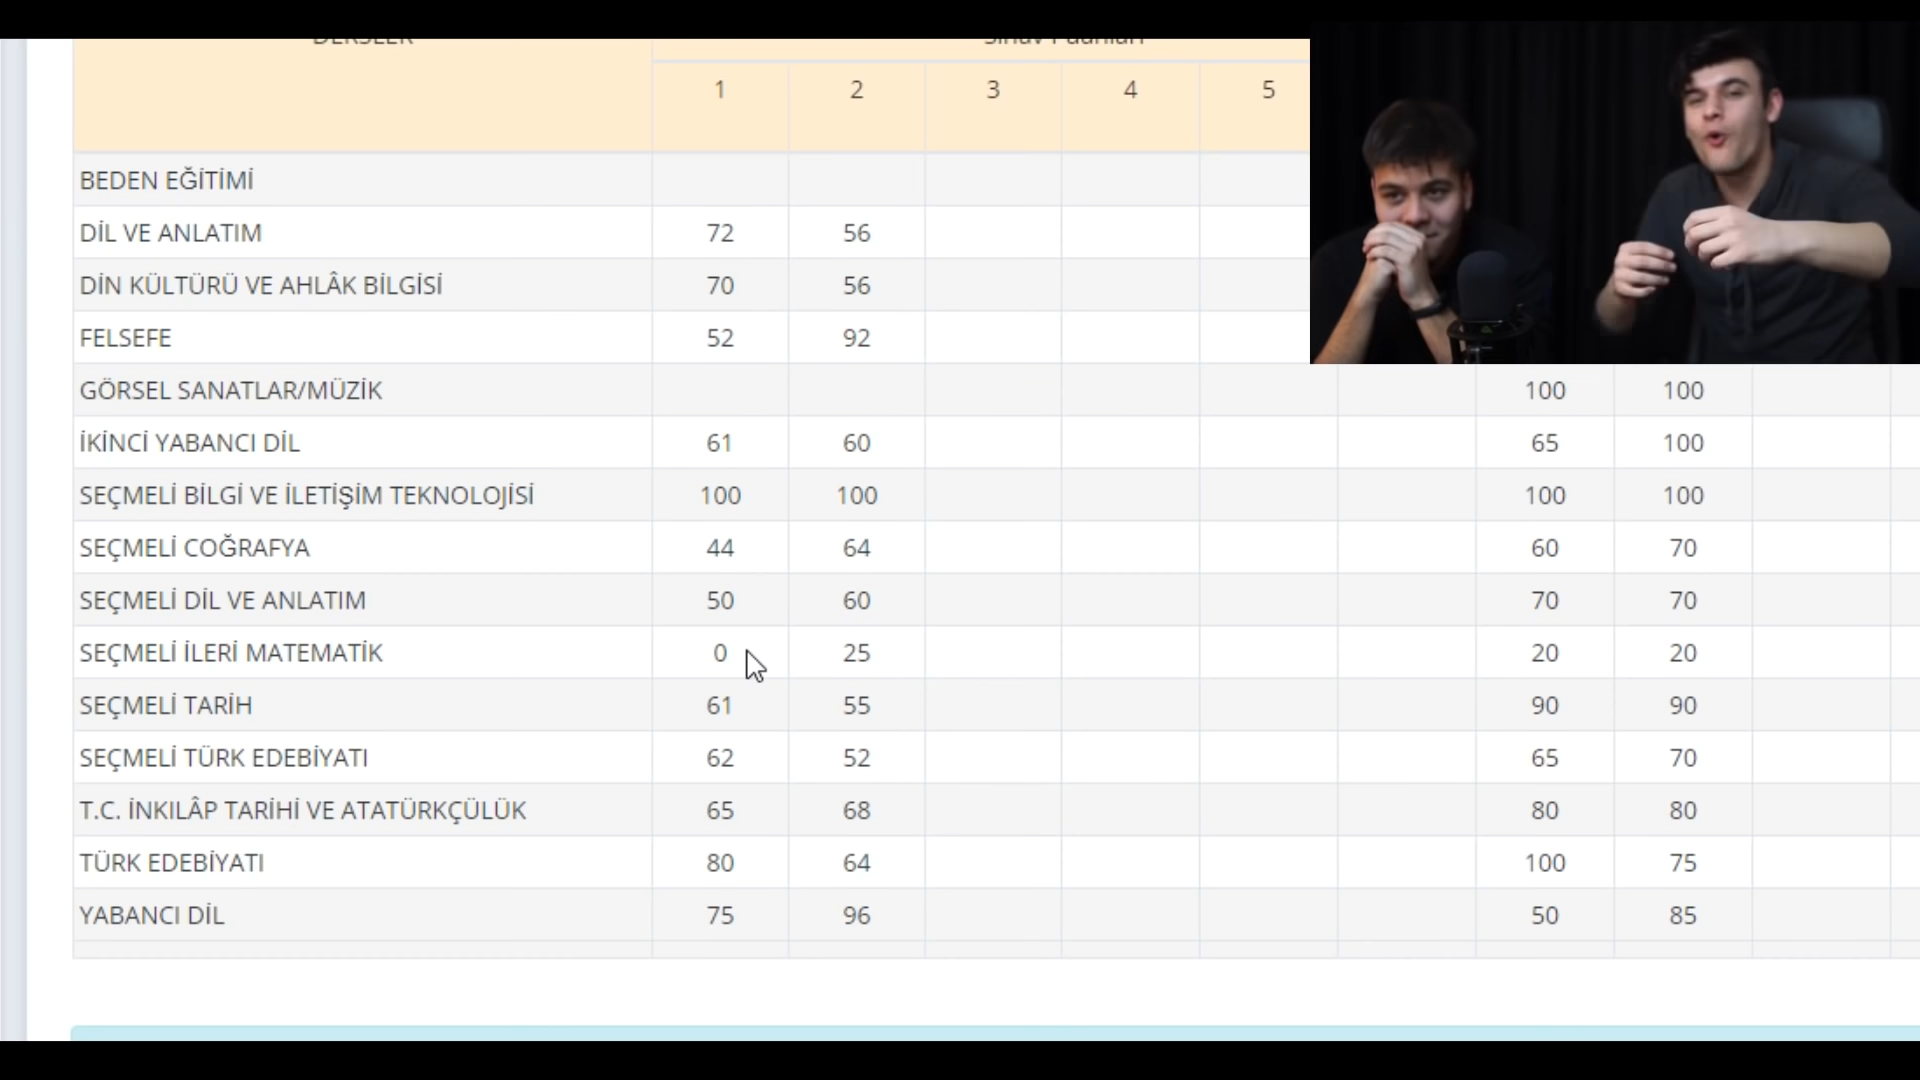 DERSLER Sınav Puanları
1 2 3 4 5
BEDEN EĞİTİMİ
DİL VE ANLATIM 72 56
DİN KÜLTÜRÜ VE AHLÂK BİLGİSİ 70 56
FELSEFE 52 92
GÖRSEL SANATLAR/MÜZİK 100 100
İKİNCİ YABANCI DİL 61 60 65 100
SEÇMELİ BİLGİ VE İLETİŞİM TEKNOLOJİSİ 100 100 100 100
SEÇMELİ COĞRAFYA 44 64 60 70
SEÇMELİ DİL VE ANLATIM 50 60 70 70
SEÇMELİ İLERİ MATEMATİK 0 25 20 20
SEÇMELİ TARİH 61 55 90 90
SEÇMELİ TÜRK EDEBİYATI 62 52 65 70
T.C. İNKILÂP TARİHİ VE ATATÜRKÇÜLÜK 65 68 80 80
TÜRK EDEBİYATI 80 64 100 75
YABANCI DİL 75 96 50 85